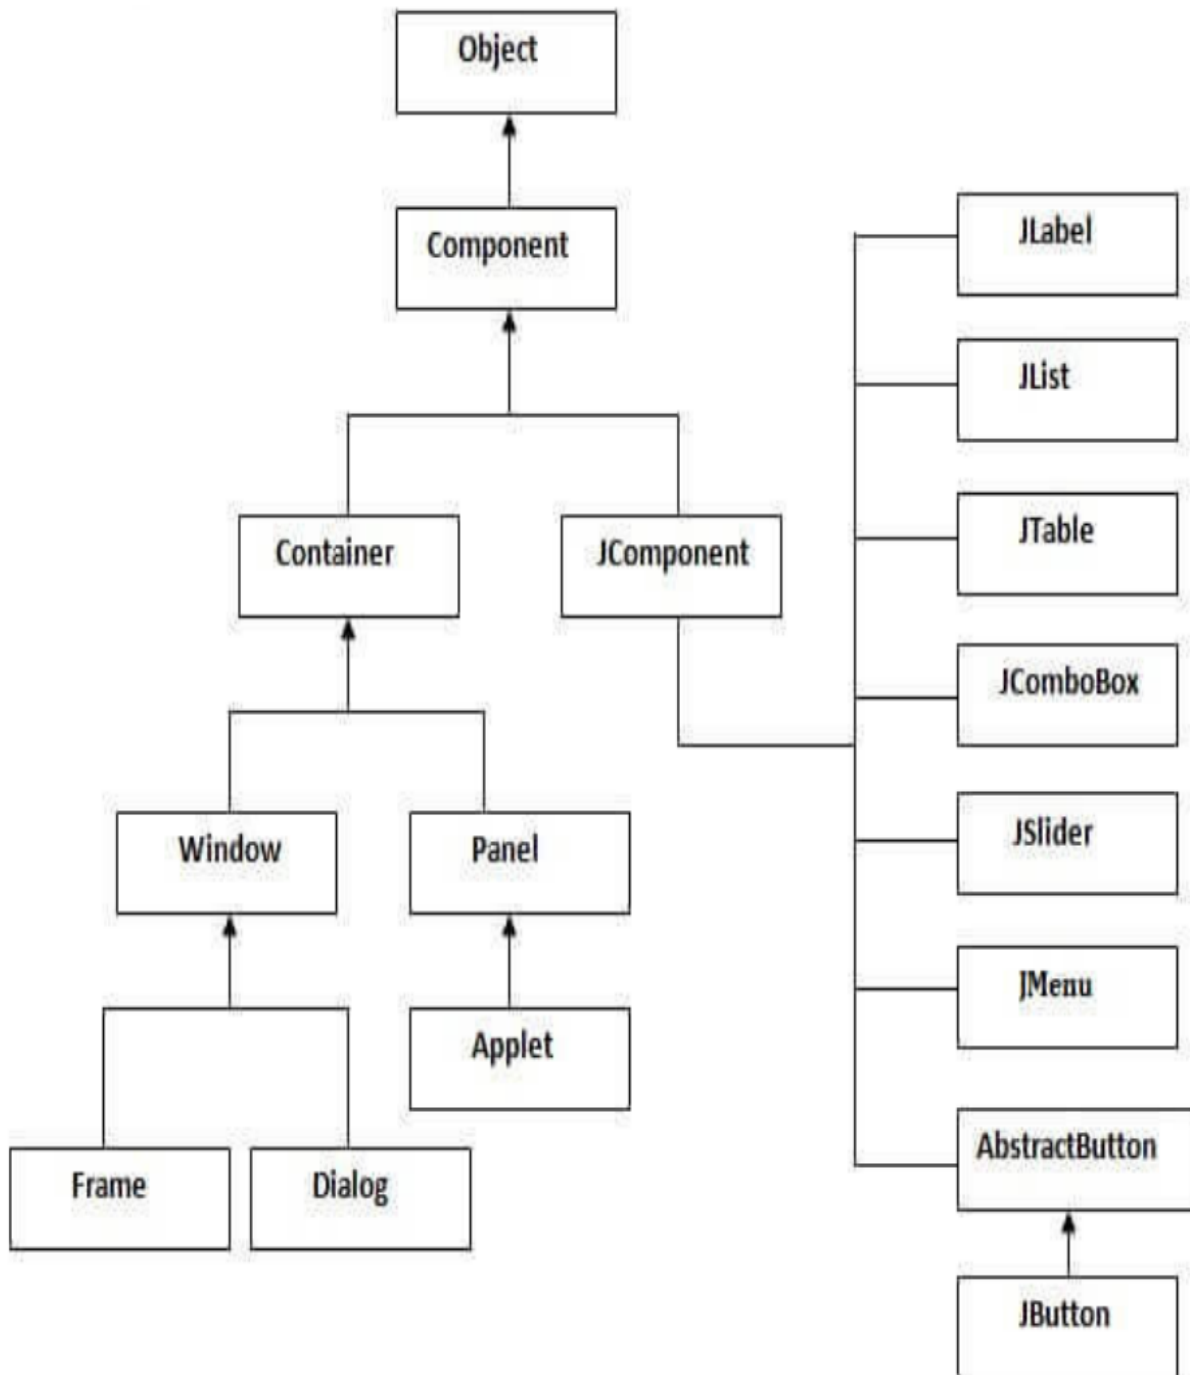 Object
Component
Container
JComponent
Window
Panel
Applet
Frame
Dialog
JLabel
JList
JTable
JComboBox
JSlider
JMenu
AbstractButton
JButton